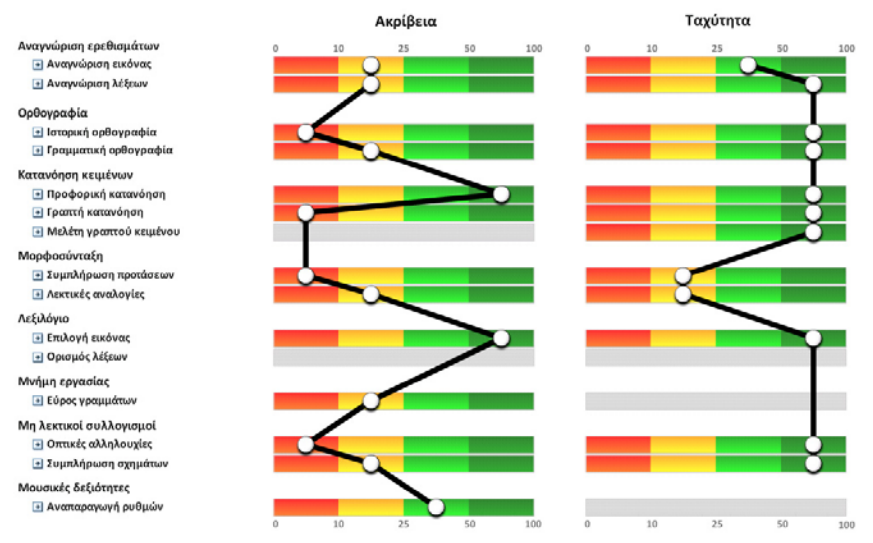 Ακρίβεια Ταχύτητα
Αναγνώριση ερεθισμάτων 0 10 25 50 100 0 10 25 50 100
Αναγνώριση εικόνας
Αναγνώριση λέξεων
Ορθογραφία
Ιστορική ορθογραφία
Γραμματική ορθογραφία
Κατανόηση κειμένων
Προφορική κατανόηση
Γραπτή κατανόηση
Μελέτη γραπτού κειμένου
Μορφοσύνταξη
Συμπλήρωση προτάσεων
Λεκτικές αναλογίες
Λεξιλόγιο
Επιλογή εικόνας
Ορισμός λέξεων
Μνήμη εργασίας
Εύρος γραμμάτων
Μη λεκτικοί συλλογισμοί
Οπτικές αλληλουχίες
Συμπλήρωση σχημάτων
Μουσικές δεξιότητες
Αναπαραγωγή ρυθμών
0 10 25 50 100 0 10 25 50 100